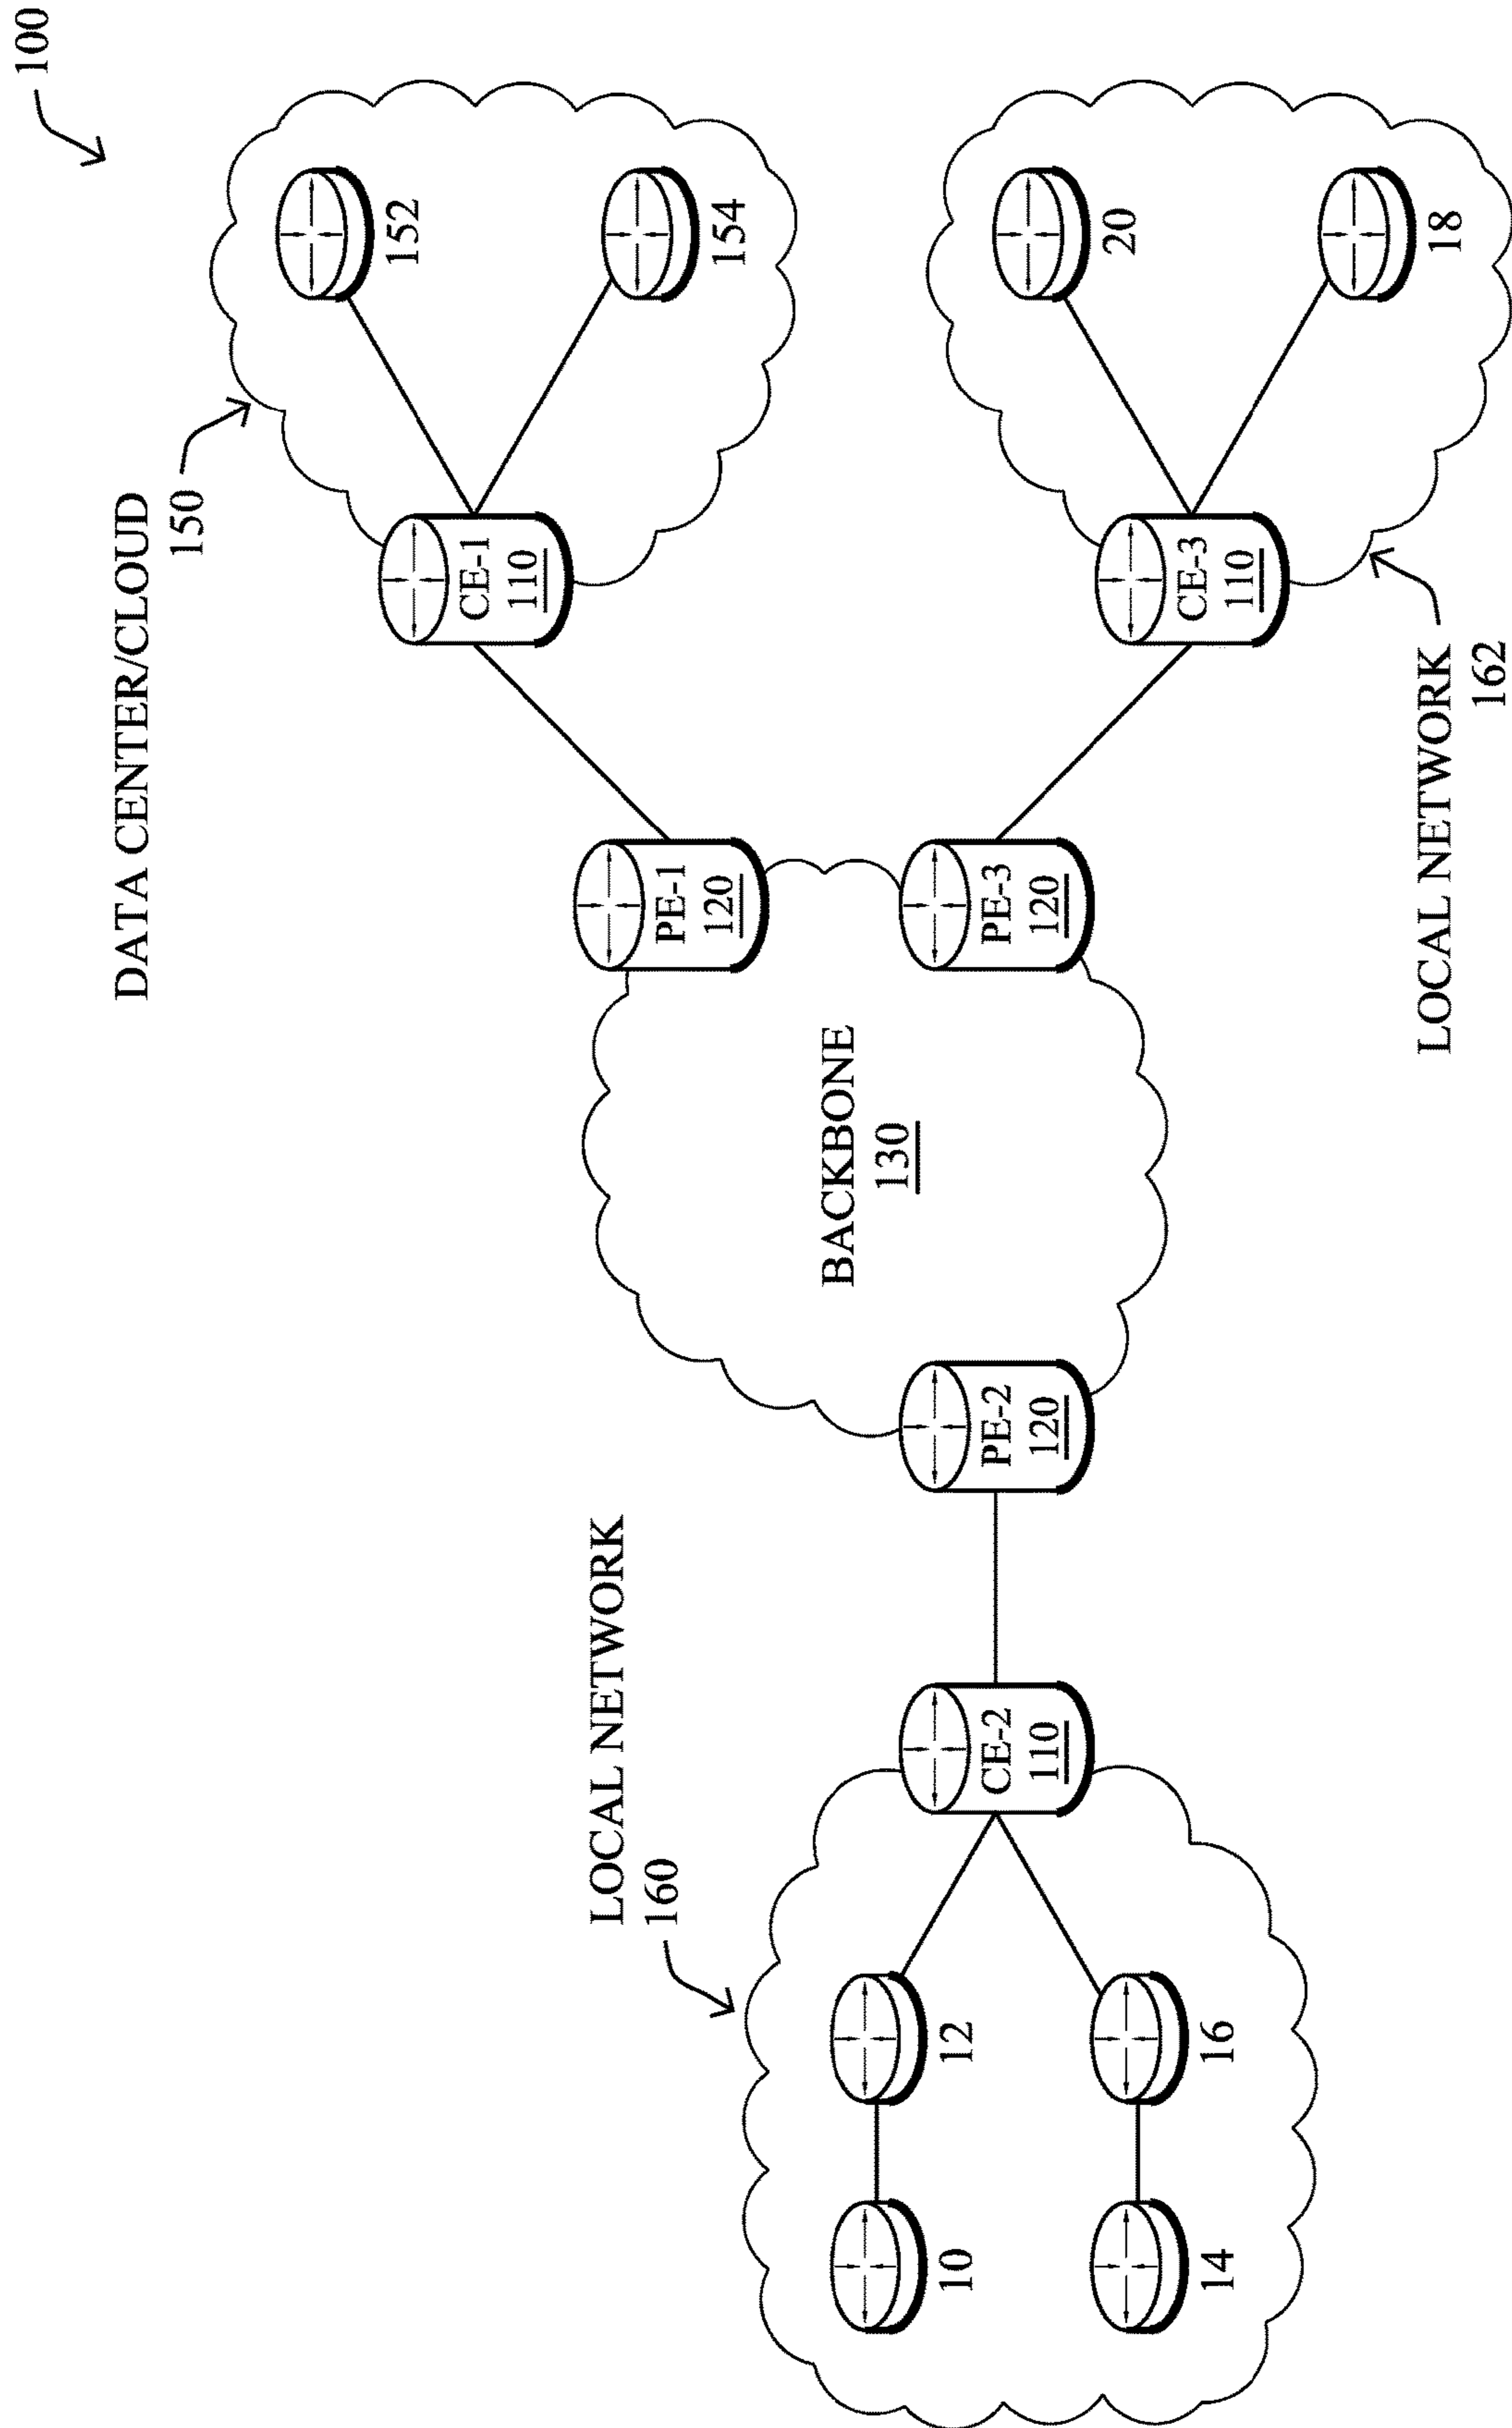 100
DATA CENTER/CLOUD
150
152
154
CE-1
110
PE-1
120
BACKBONE
130
PE-3
120
PE-2
120
LOCAL NETWORK
160
CE-2
110
10
12
14
16
CE-3
110
20
18
LOCAL NETWORK
162